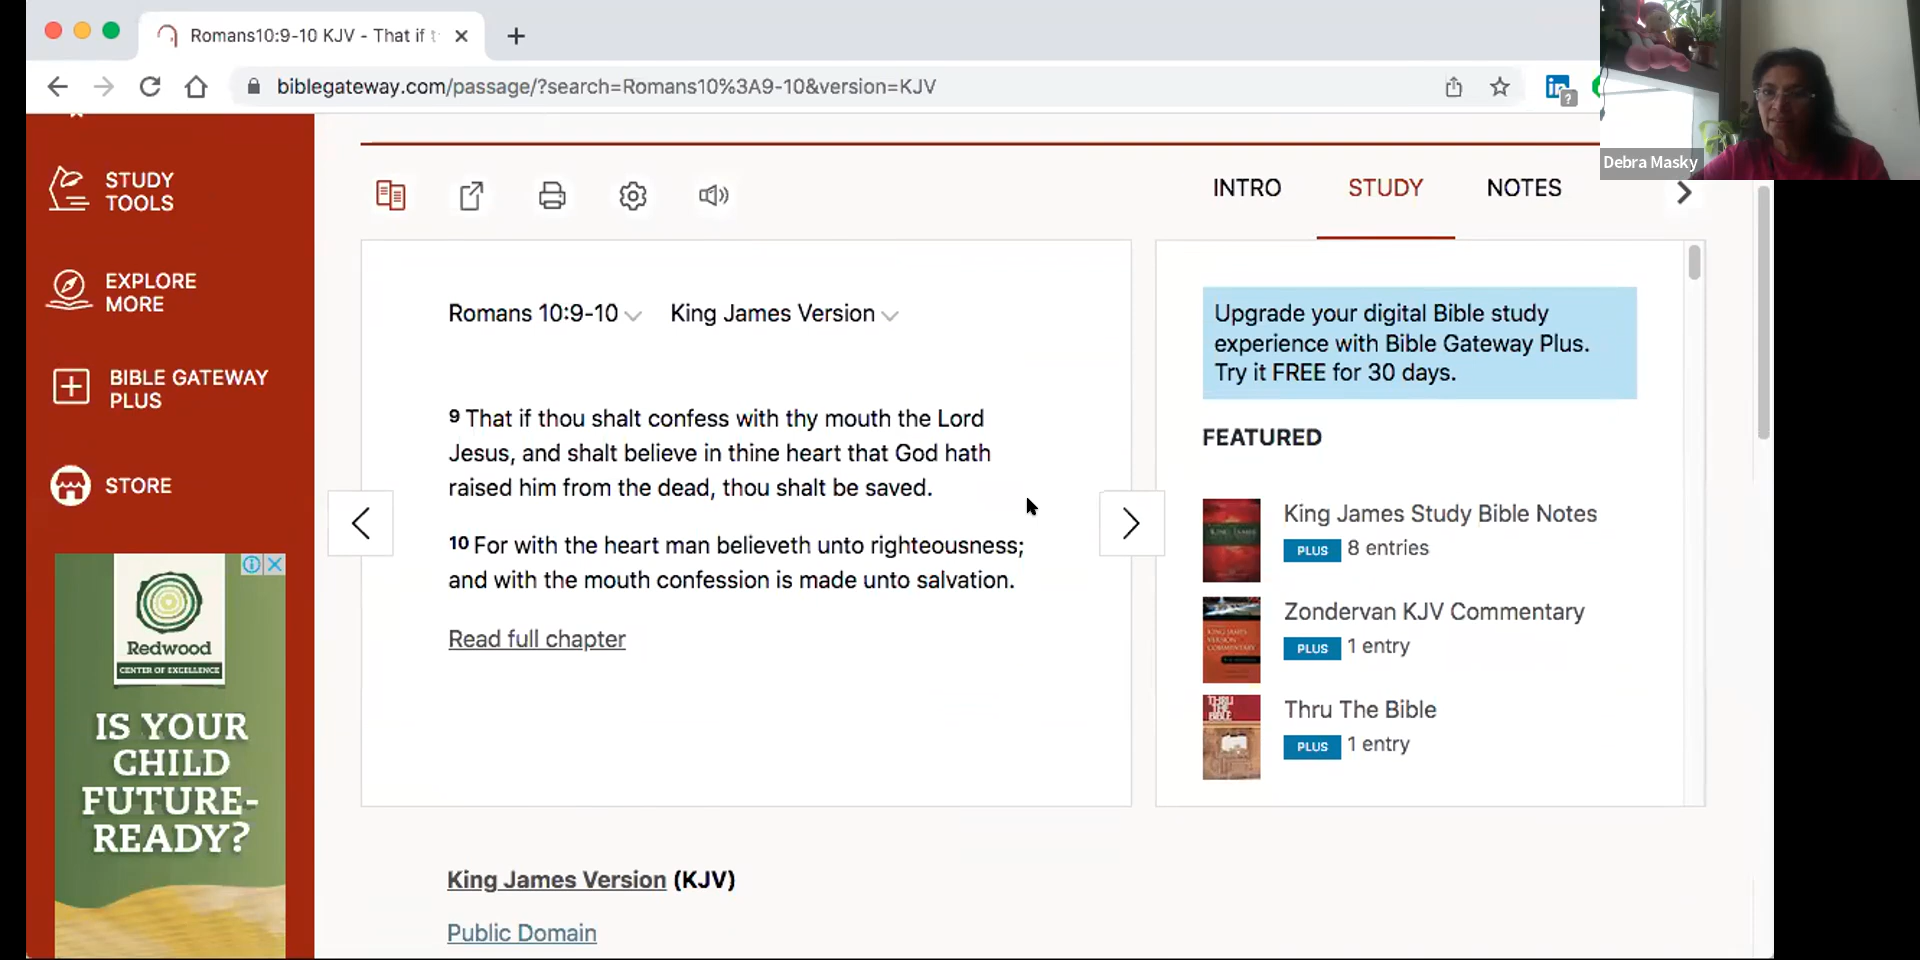 Romans10:9-10 KJV - That if t
biblegateway.com/passage/?search=Romans10%3A9-10&version=KJV
Debra Masky
STUDY
TOOLS
EXPLORE
MORE
BIBLE GATEWAY
PLUS
STORE
Redwood
CENTER OF EXCELLENCE
IS YOUR
CHILD
FUTURE-
READY?
INTRO
STUDY
NOTES
Romans 10:9-10
King James Version
9 That if thou shalt confess with thy mouth the Lord
Jesus, and shalt believe in thine heart that God hath
raised him from the dead, thou shalt be saved.
10 For with the heart man believeth unto righteousness;
and with the mouth confession is made unto salvation.
Read full chapter
Upgrade your digital Bible study
experience with Bible Gateway Plus.
Try it FREE for 30 days.
FEATURED
King James Study Bible Notes
PLUS 8 entries
Zondervan KJV Commentary
PLUS 1 entry
THRU
THE
BIBLE
Thru The Bible
PLUS 1 entry
King James Version (KJV)
Public Domain